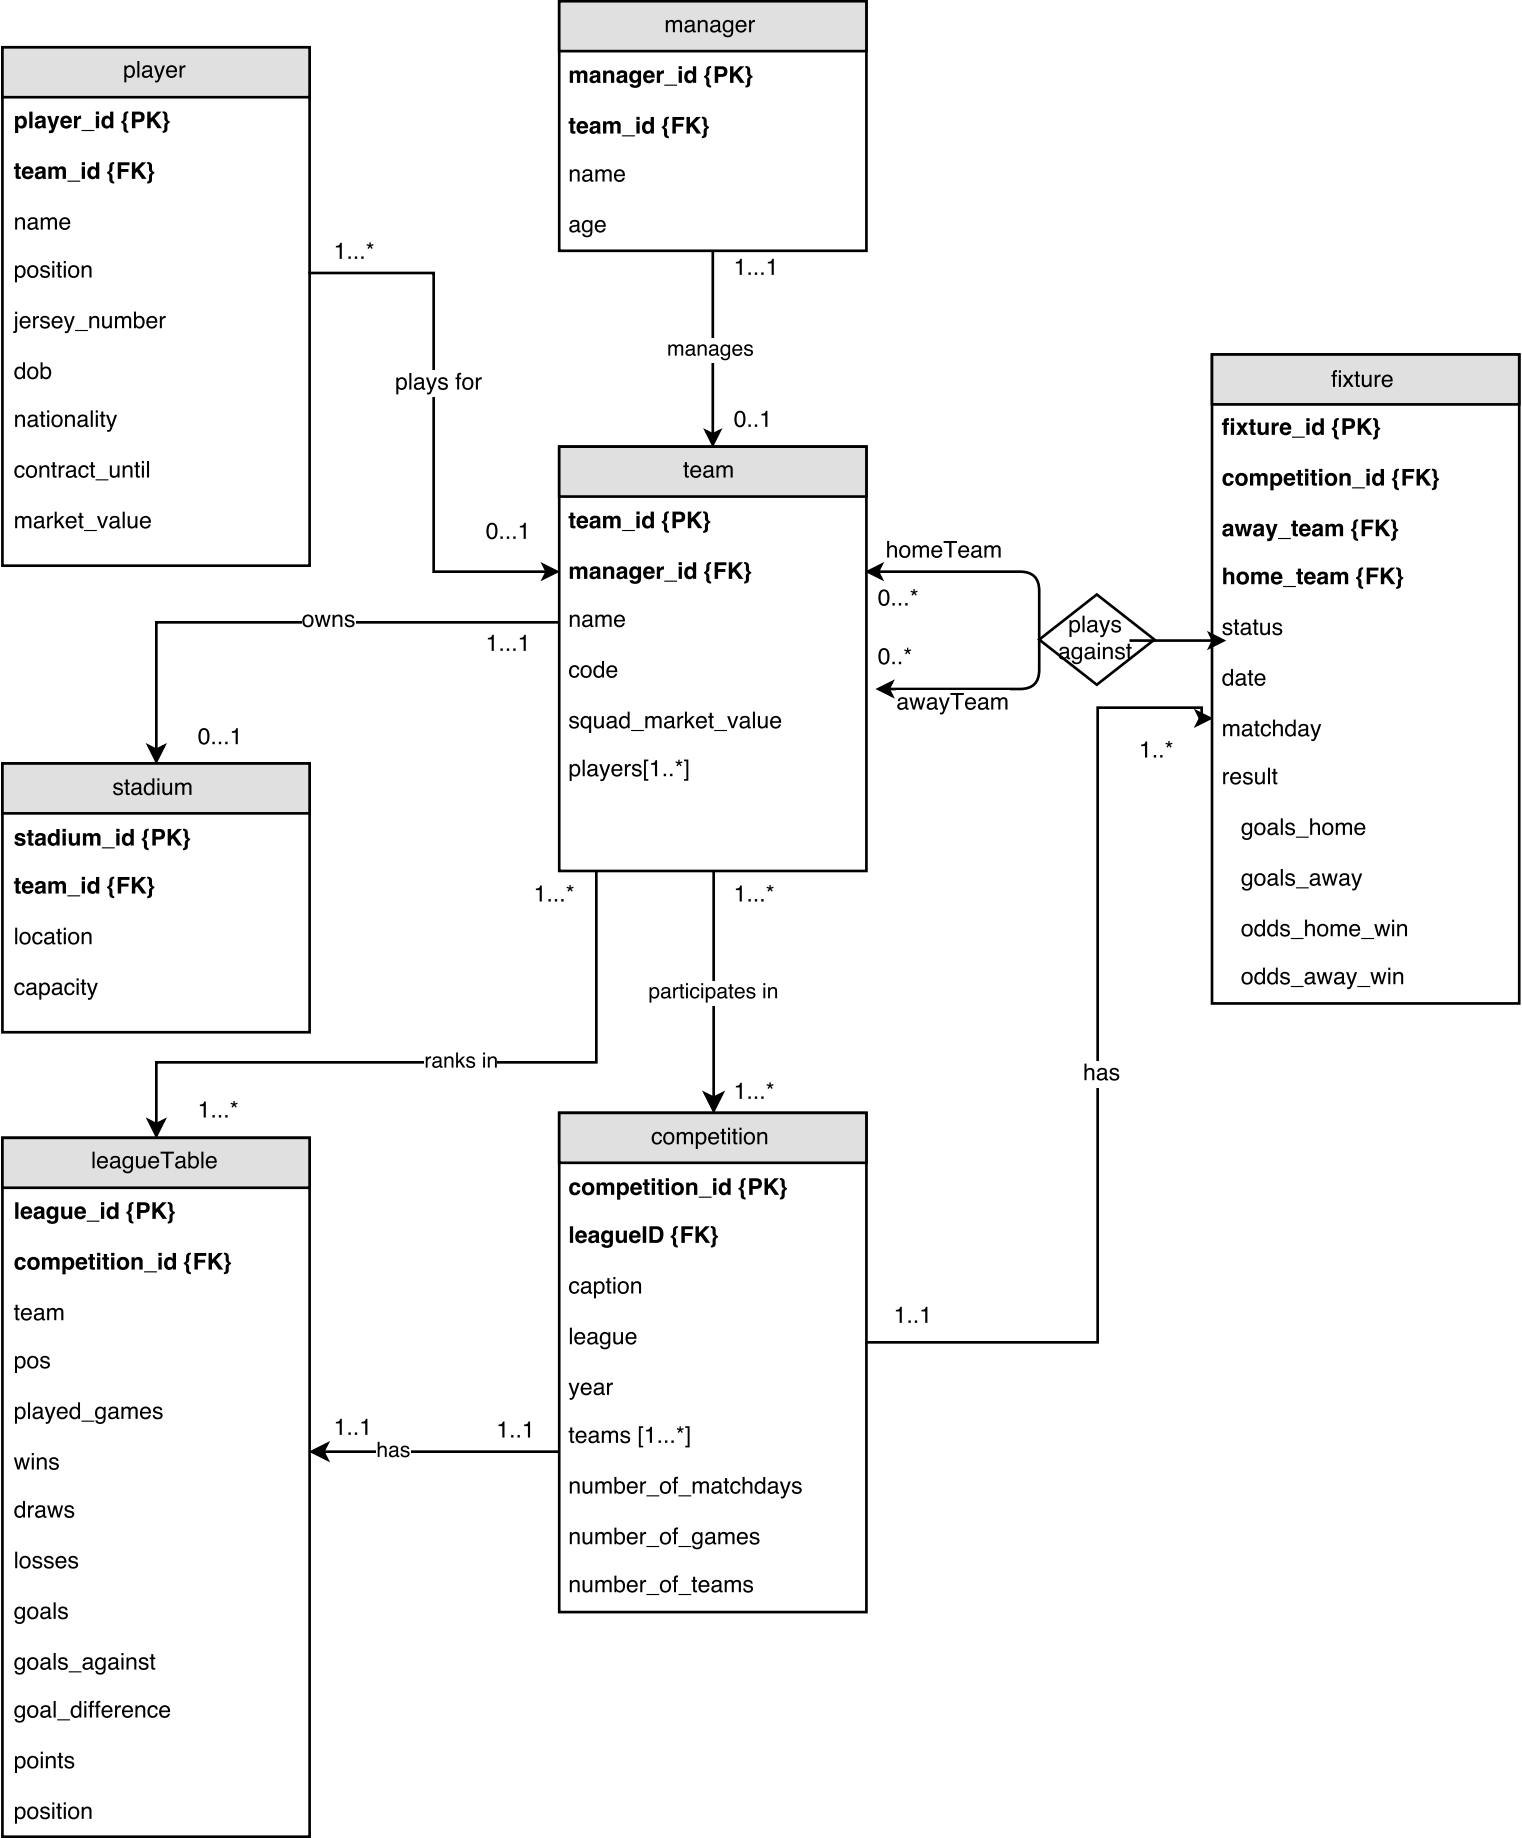 manager
manager_id {PK}
team_id {FK}
name
age
player
player_id {PK}
team_id {FK}
name
position
jersey_number
dob
nationality
contract_until
market_value
1...*
plays for
0...1
1...1
manages
0..1
team
team_id {PK}
manager_id {FK}
name
code
squad_market_value
players[1..*]
homeTeam
0...*
0..*
awayTeam
plays
against
fixture
fixture_id {PK}
competition_id {FK}
away_team {FK}
home_team {FK}
status
date
matchday
result
goals_home
goals_away
odds_home_win
odds_away_win
owns
1...1
0...1
stadium
stadium_id {PK}
team_id {FK}
location
capacity
1...*
ranks in
1...*
1...*
participates in
1...*
1..*
has
1..1
leagueTable
league_id {PK}
competition_id {FK}
team
pos
played_games
wins
draws
losses
goals
goals_against
goal_difference
points
position
1..1
has
1..1
competition
competition_id {PK}
leagueID {FK}
caption
league
year
teams [1...*]
number_of_matchdays
number_of_games
number_of_teams